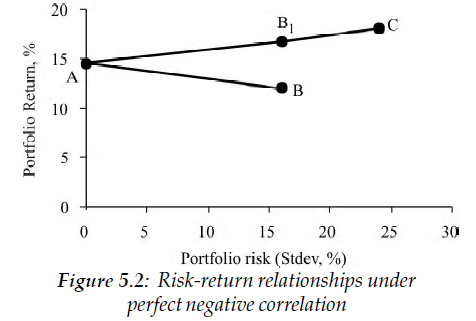 20
B1
C
15
A
B
10
5
0
Portfolio Return, %
0 5 10 15 20 25 30
Portfolio risk (Stdev, %)
Figure 5.2: Risk-return relationships under
perfect negative correlation